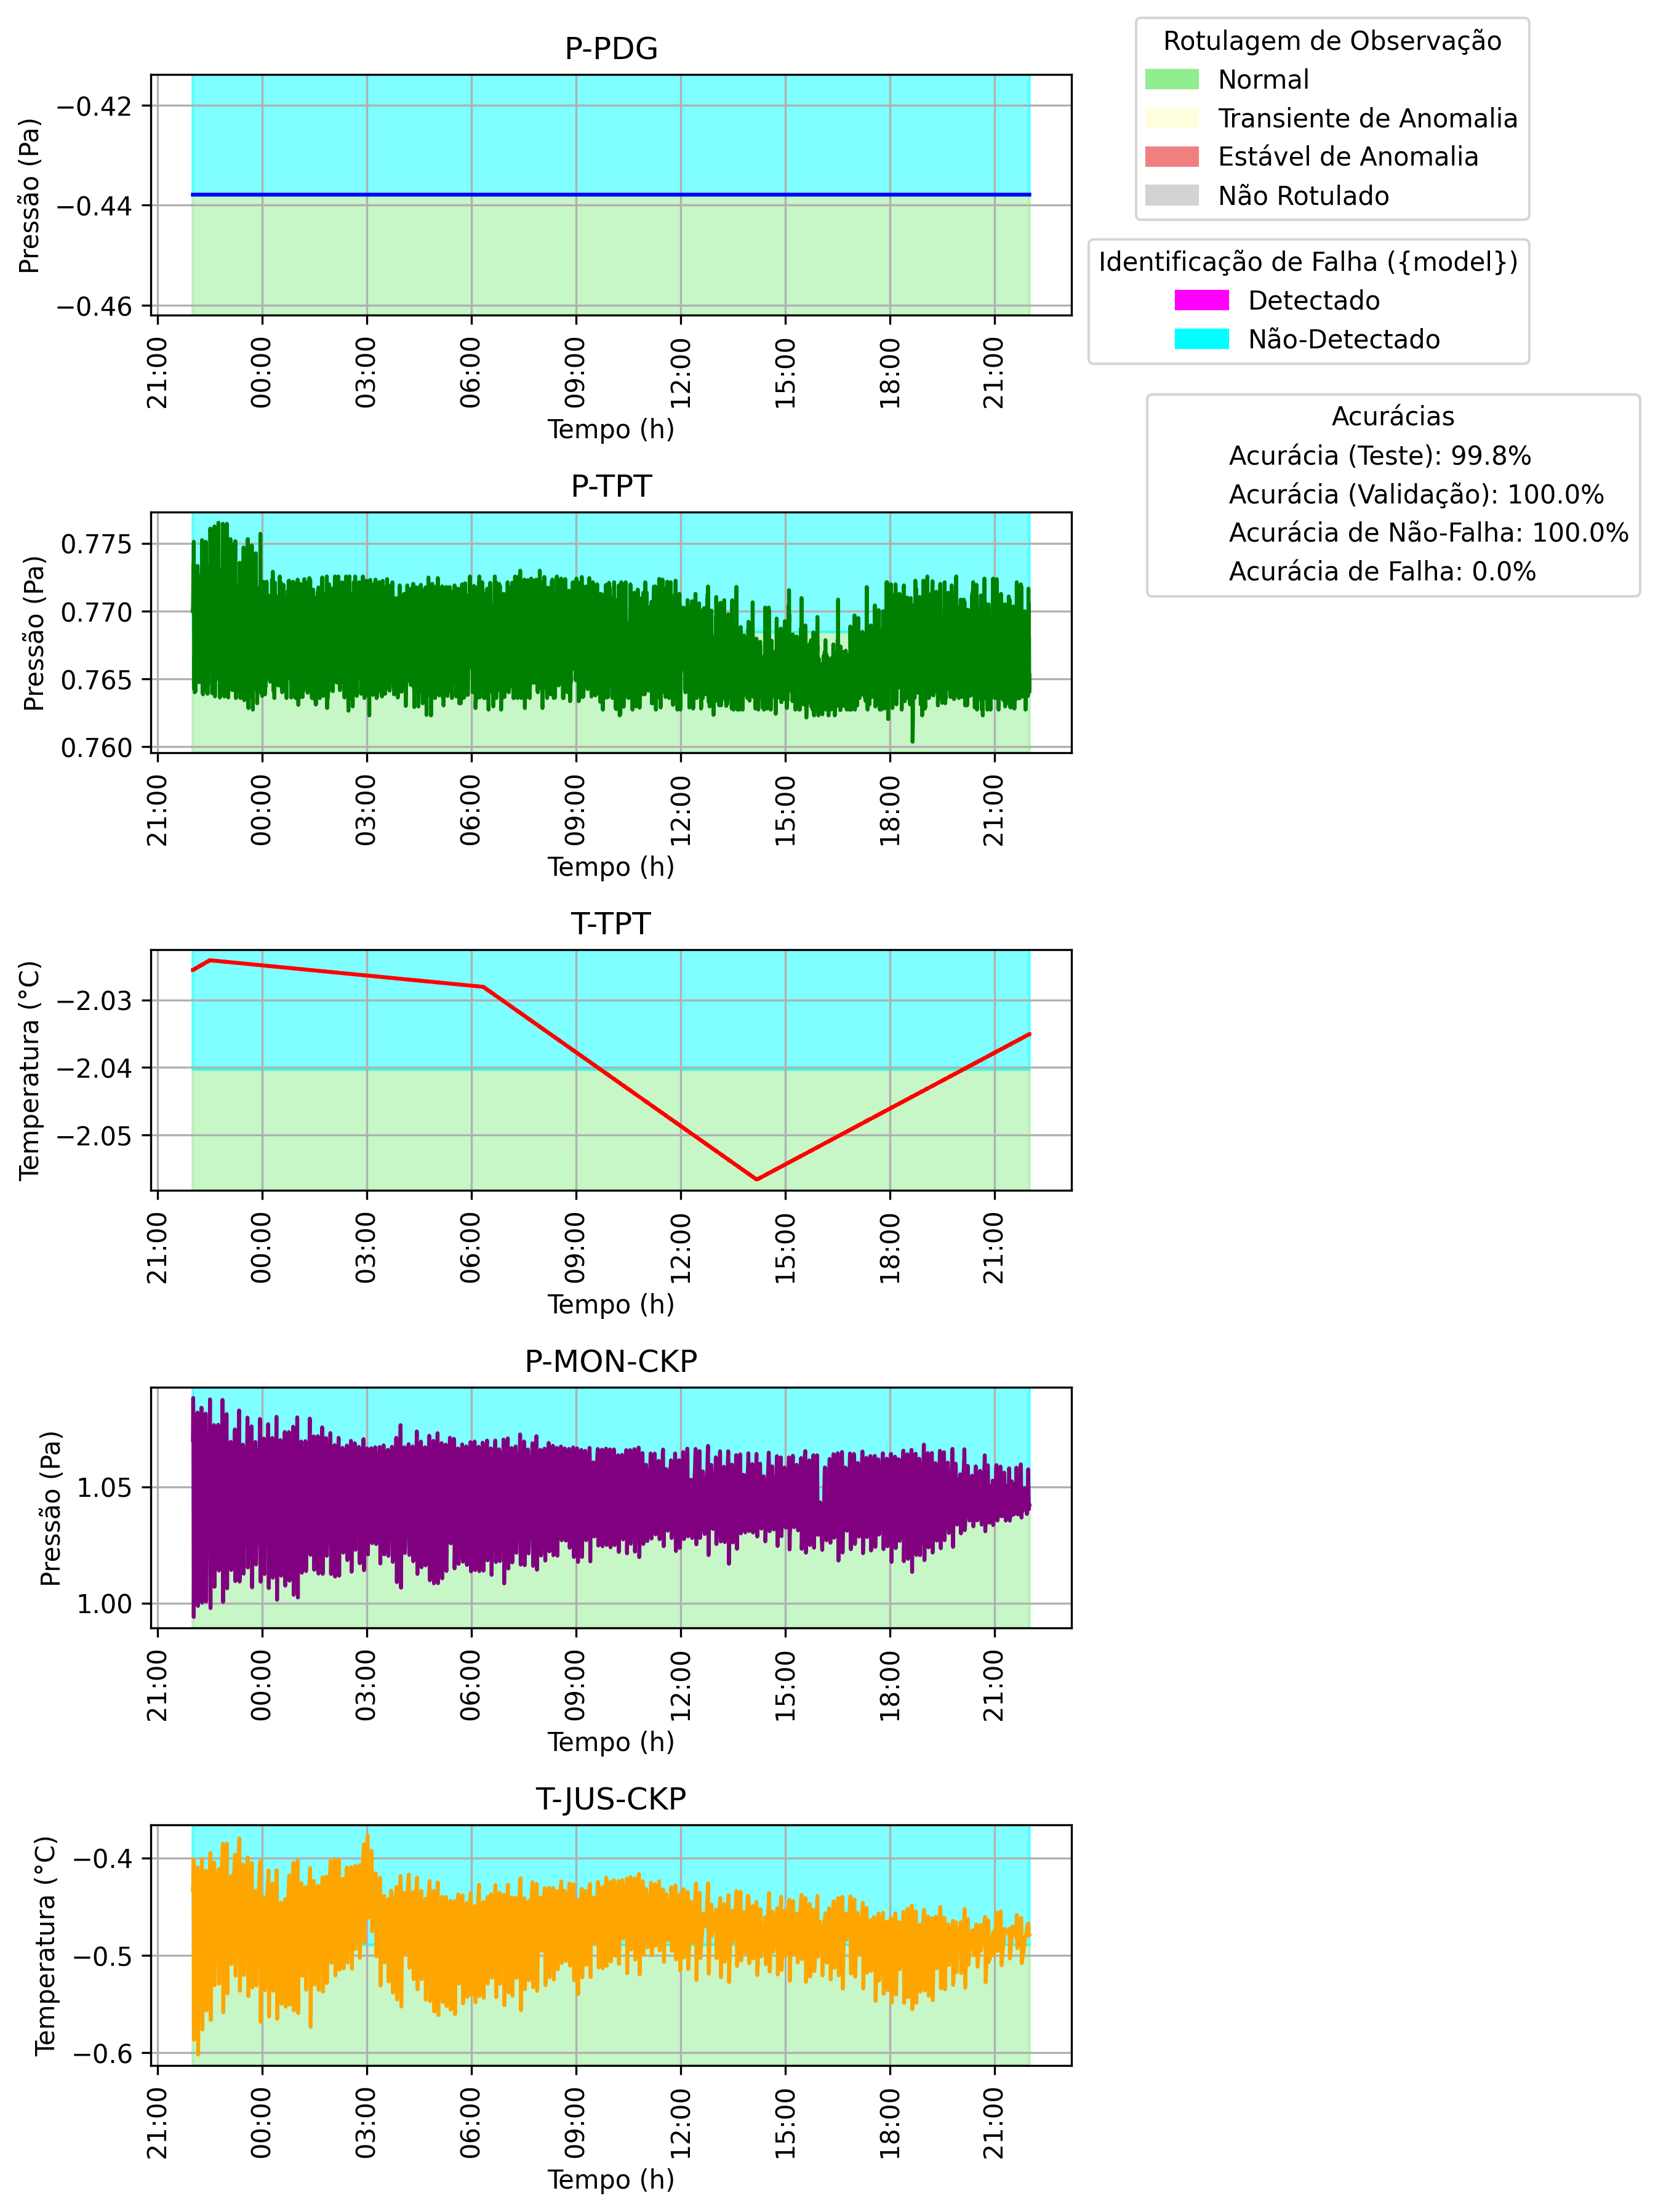 P-PDG
Pressão (Pa)
−0.42
−0.44
−0.46
21:00 00:00 03:00 06:00 09:00 12:00 15:00 18:00 21:00
Tempo (h)
Rotulagem de Observação
Normal
Transiente de Anomalia
Estável de Anomalia
Não Rotulado
Identificação de Falha ({model})
Detectado
Não-Detectado
Acurácias
Acurácia (Teste): 99.8%
Acurácia (Validação): 100.0%
Acurácia de Não-Falha: 100.0%
Acurácia de Falha: 0.0%
P-TPT
Pressão (Pa)
0.775
0.770
0.765
0.760
21:00 00:00 03:00 06:00 09:00 12:00 15:00 18:00 21:00
Tempo (h)
T-TPT
Temperatura (°C)
−2.03
−2.04
−2.05
21:00 00:00 03:00 06:00 09:00 12:00 15:00 18:00 21:00
Tempo (h)
P-MON-CKP
Pressão (Pa)
1.05
1.00
21:00 00:00 03:00 06:00 09:00 12:00 15:00 18:00 21:00
Tempo (h)
T-JUS-CKP
Temperatura (°C)
−0.4
−0.5
−0.6
21:00 00:00 03:00 06:00 09:00 12:00 15:00 18:00 21:00
Tempo (h)